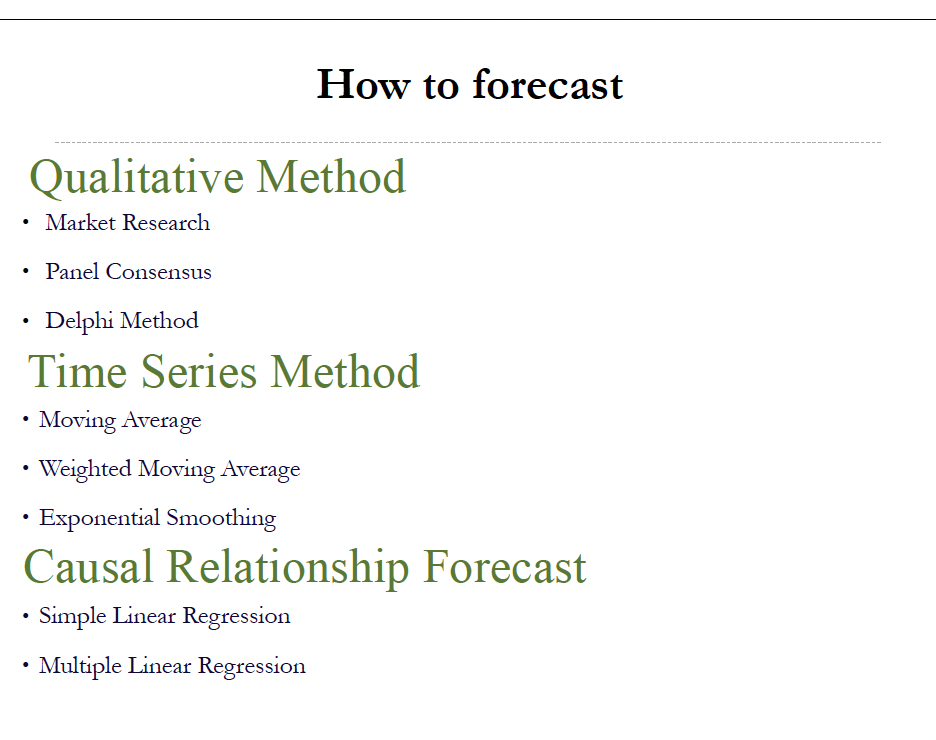 How to forecast
Qualitative Method
• Market Research
• Panel Consensus
• Delphi Method
Time Series Method
• Moving Average
• Weighted Moving Average
• Exponential Smoothing
Causal Relationship Forecast
• Simple Linear Regression
• Multiple Linear Regression